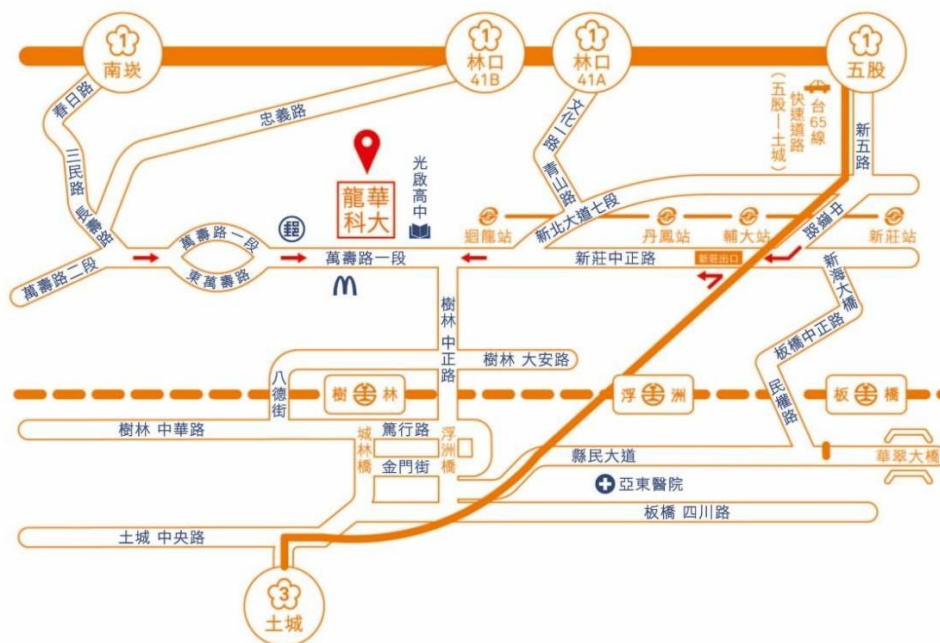 1
南崁
1
林口
41B
1
林口
41A
1
五股
春日路
三民路
長壽路
忠義路
龍華
科大
光啟高中
文化一路
青山路
(五股—土城)
快速道路
台65線
新五路
中環路
迴龍站
丹鳳站
輔大站
新莊站
新北大道七段
郵
萬壽路一段
東萬壽路
萬壽路二段
萬壽路一段
新莊中正路
新莊出口
新海大橋
板橋中正路
民權路
樹林 中正路
樹林 大安路
八德街
樹 林
浮 洲
板 橋
樹林 中華路
篤行路
城林橋
浮洲橋
金門街
縣民大道
華翠大橋
亞東醫院
板橋 四川路
土城 中央路
3
土城